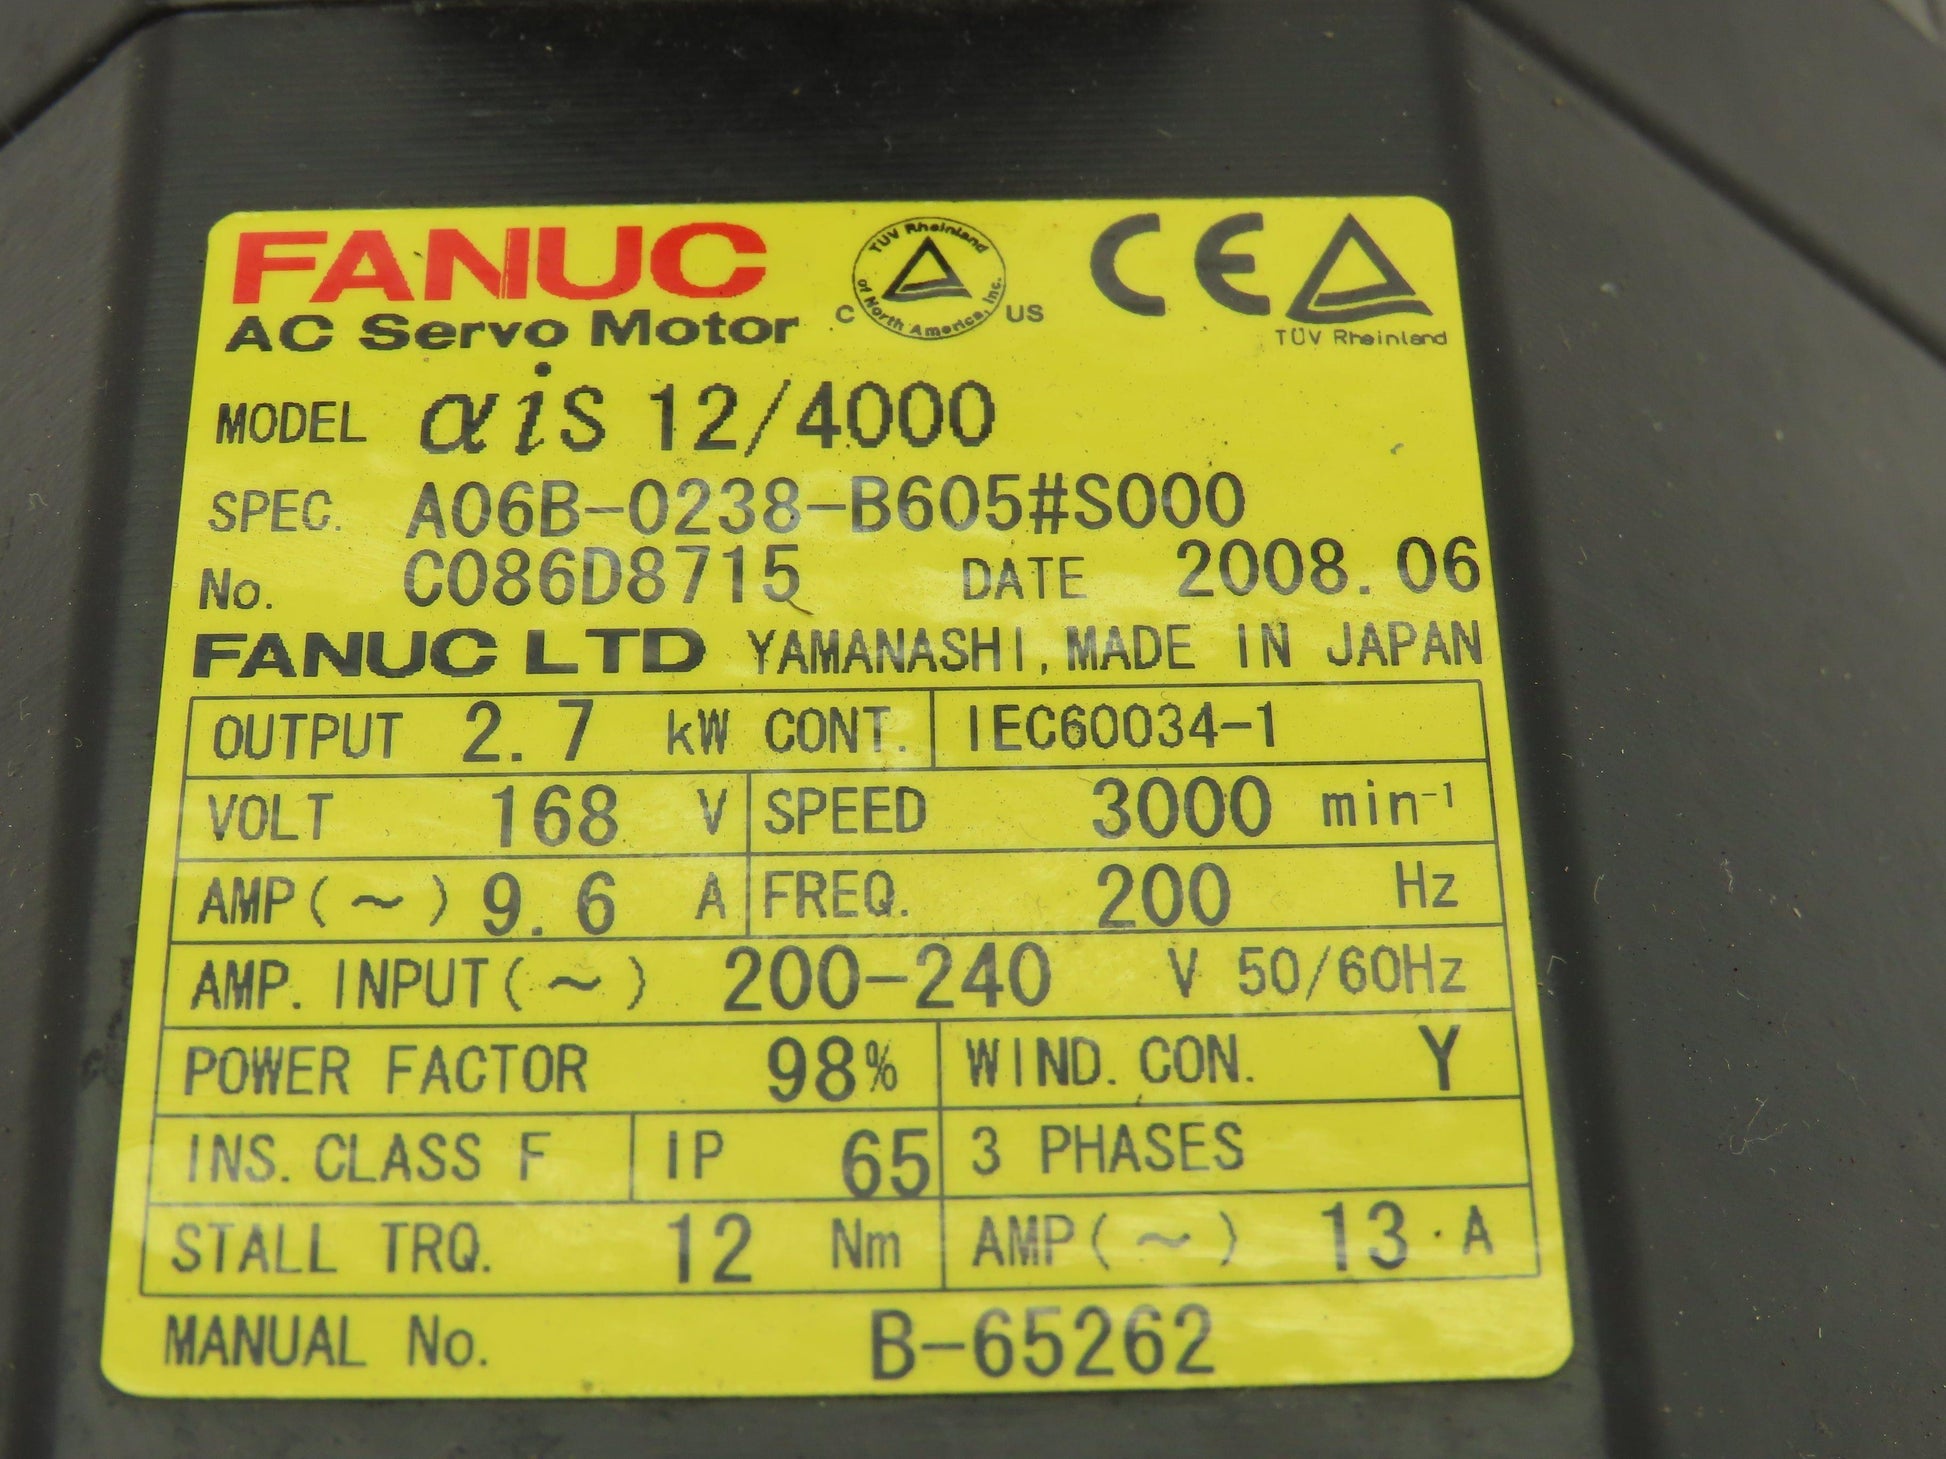 FANUC
AC Servo Motor
TÜV Rheinland
of North America, Inc.
C US
CE
TÜV Rheinland
MODEL αiS 12/4000
SPEC. A06B-0238-B605#S000
No. C086D8715 DATE 2008.06
FANUC LTD YAMANASHI, MADE IN JAPAN
OUTPUT 2.7 kW CONT. IEC60034-1
VOLT 168 V SPEED 3000 min⁻¹
AMP(~) 9.6 A FREQ. 200 Hz
AMP. INPUT(~) 200-240 V 50/60Hz
POWER FACTOR 98% WIND. CON. Y
INS. CLASS F IP 65 3 PHASES
STALL TRQ. 12 Nm AMP(~) 13. A
MANUAL No. B-65262